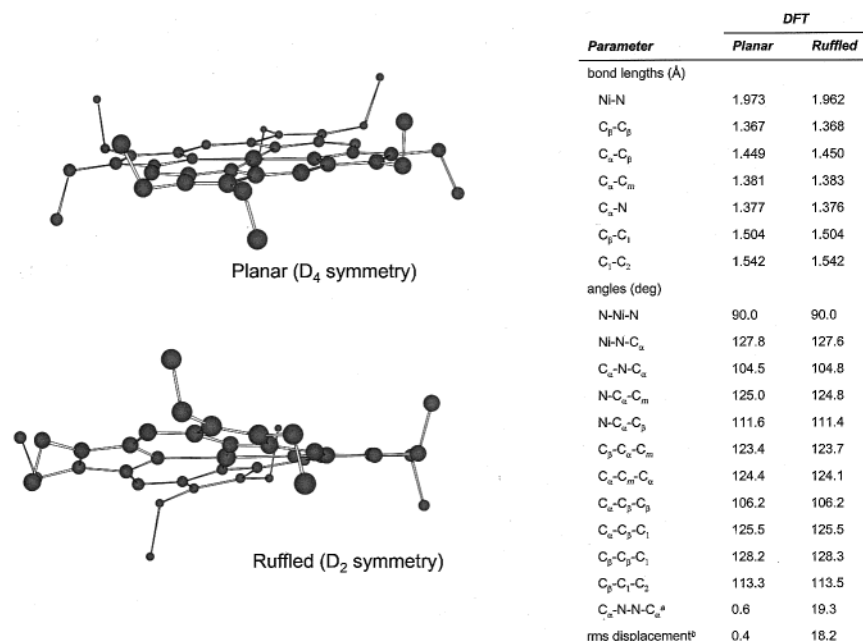 Planar (D₄ symmetry)
Ruffled (D₂ symmetry)
DFT
Parameter Planar Ruffled
bond lengths (Å)
Ni-N 1.973 1.962
Cβ-Cβ 1.367 1.368
Cα-Cβ 1.449 1.450
Cα-Cm 1.381 1.383
Cα-N 1.377 1.376
Cβ-C₁ 1.504 1.504
C₁-C₂ 1.542 1.542
angles (deg)
N-Ni-N 90.0 90.0
Ni-N-Cα 127.8 127.6
Cα-N-Cα 104.5 104.8
N-Cα-Cm 125.0 124.8
N-Cα-Cβ 111.6 111.4
Cβ-Cα-Cm 123.4 123.7
Cα-Cm-Cα 124.4 124.1
Cα-Cβ-Cβ 106.2 106.2
Cα-Cβ-C₁ 125.5 125.5
Cβ-Cβ-C₁ 128.2 128.3
Cβ-C₁-C₂ 113.3 113.5
Cα-N-N-Cαᵃ 0.6 19.3
rms displacementᵇ 0.4 18.2